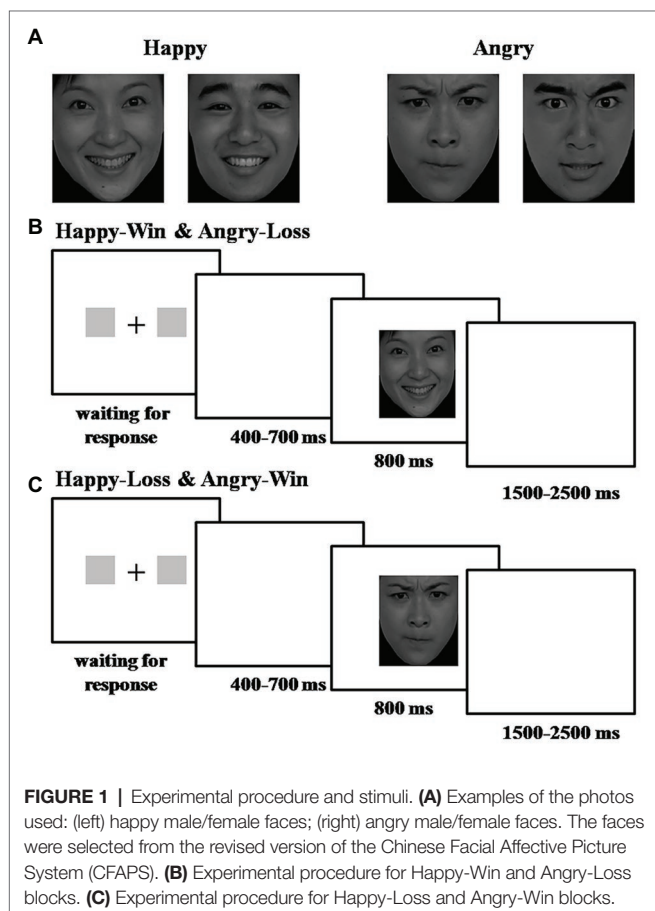 A
Happy
Angry
B
Happy-Win & Angry-Loss
+
waiting for
response
400-700 ms
800 ms
1500-2500 ms
C
Happy-Loss & Angry-Win
+
waiting for
response
400-700 ms
800 ms
1500-2500 ms
FIGURE 1 | Experimental procedure and stimuli. (A) Examples of the photos
used: (left) happy male/female faces; (right) angry male/female faces. The faces
were selected from the revised version of the Chinese Facial Affective Picture
System (CFAPS). (B) Experimental procedure for Happy-Win and Angry-Loss
blocks. (C) Experimental procedure for Happy-Loss and Angry-Win blocks.